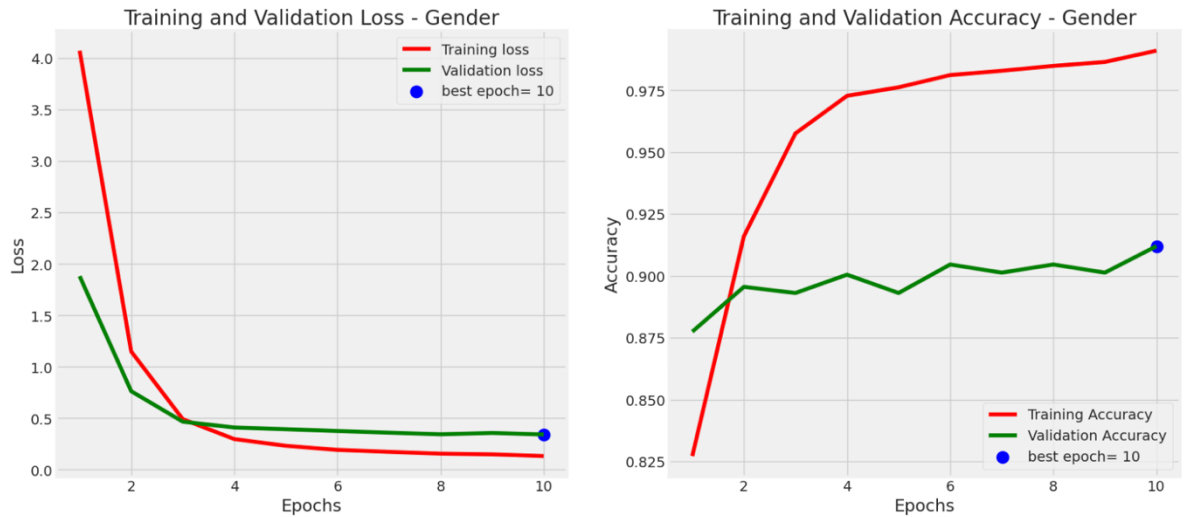 Training and Validation Loss - Gender
4.0
3.5
3.0
2.5
2.0
1.5
1.0
0.5
0.0
Loss
Training loss
Validation loss
best epoch= 10
2
4
6
8
10
Epochs
Training and Validation Accuracy - Gender
0.975
0.950
0.925
0.900
0.875
0.850
0.825
Accuracy
Training Accuracy
Validation Accuracy
best epoch= 10
2
4
6
8
10
Epochs